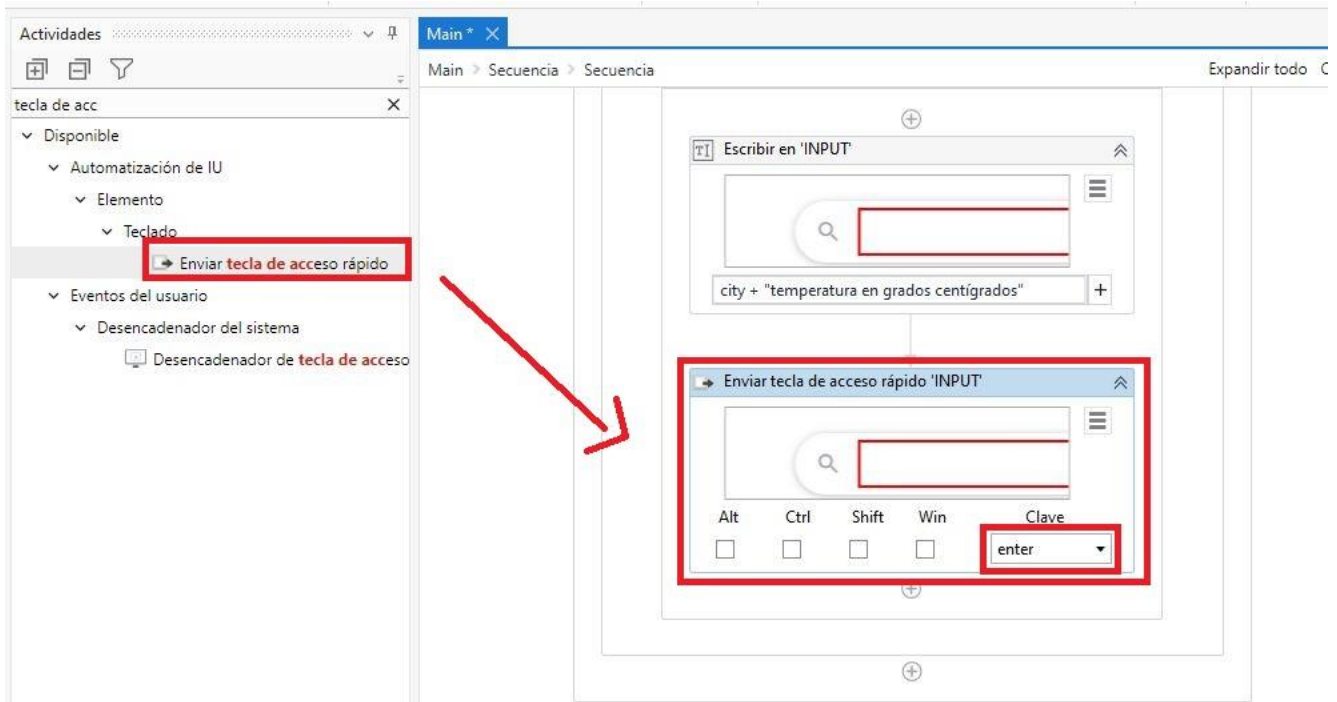 Actividades
Main *
Main > Secuencia > Secuencia
Expandir todo
tecla de acc
Disponible
Automatización de IU
Elemento
Teclado
Enviar tecla de acceso rápido
Eventos del usuario
Desencadenador del sistema
Desencadenador de tecla de acceso
Escribir en 'INPUT'
city + "temperatura en grados centígrados"
Enviar tecla de acceso rápido 'INPUT'
Alt Ctrl Shift Win Clave
enter